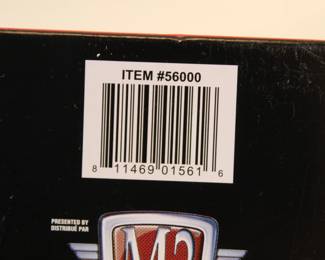 ITEM #56000
8 11469 01561 6
PRESENTED BY
DISTRIBUÉ PAR
M2